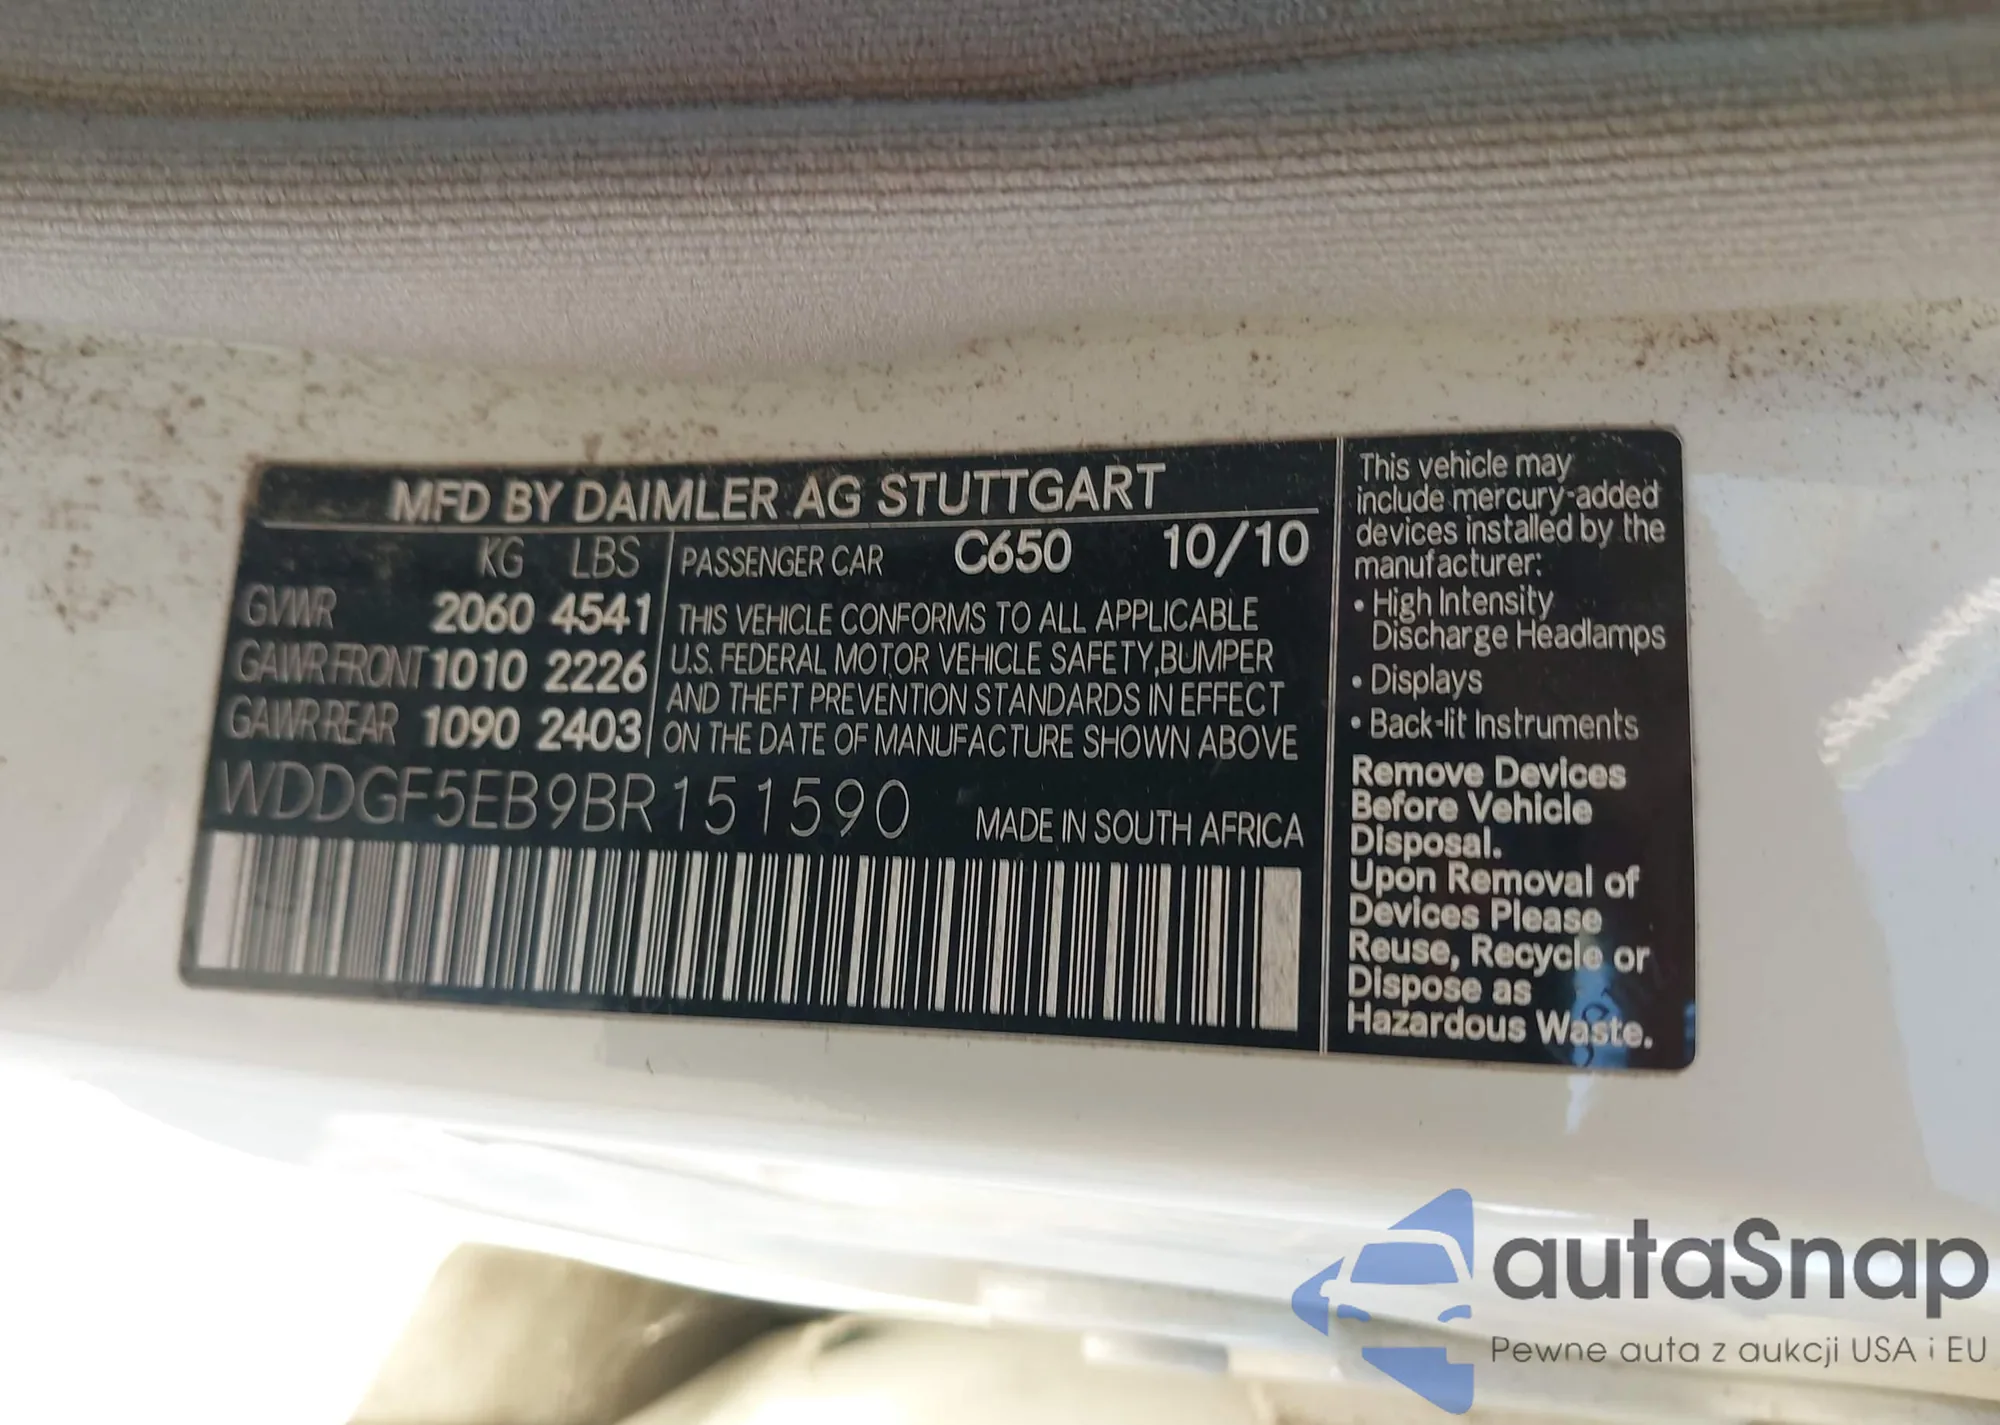 MFD BY DAIMLER AG STUTTGART
KG LBS
GVWR 2060 4541
GAWR FRONT 1010 2226
GAWR REAR 1090 2403
PASSENGER CAR C650 10/10
THIS VEHICLE CONFORMS TO ALL APPLICABLE
U.S. FEDERAL MOTOR VEHICLE SAFETY,BUMPER
AND THEFT PREVENTION STANDARDS IN EFFECT
ON THE DATE OF MANUFACTURE SHOWN ABOVE
WDDGF5EB9BR151590
MADE IN SOUTH AFRICA
This vehicle may
include mercury-added
devices installed by the
manufacturer:
• High Intensity
Discharge Headlamps
• Displays
• Back-lit Instruments
Remove Devices
Before Vehicle
Disposal.
Upon Removal of
Devices Please
Reuse, Recycle or
Dispose as
Hazardous Waste.
autaSnap
Pewne auta z aukcji USA i EU